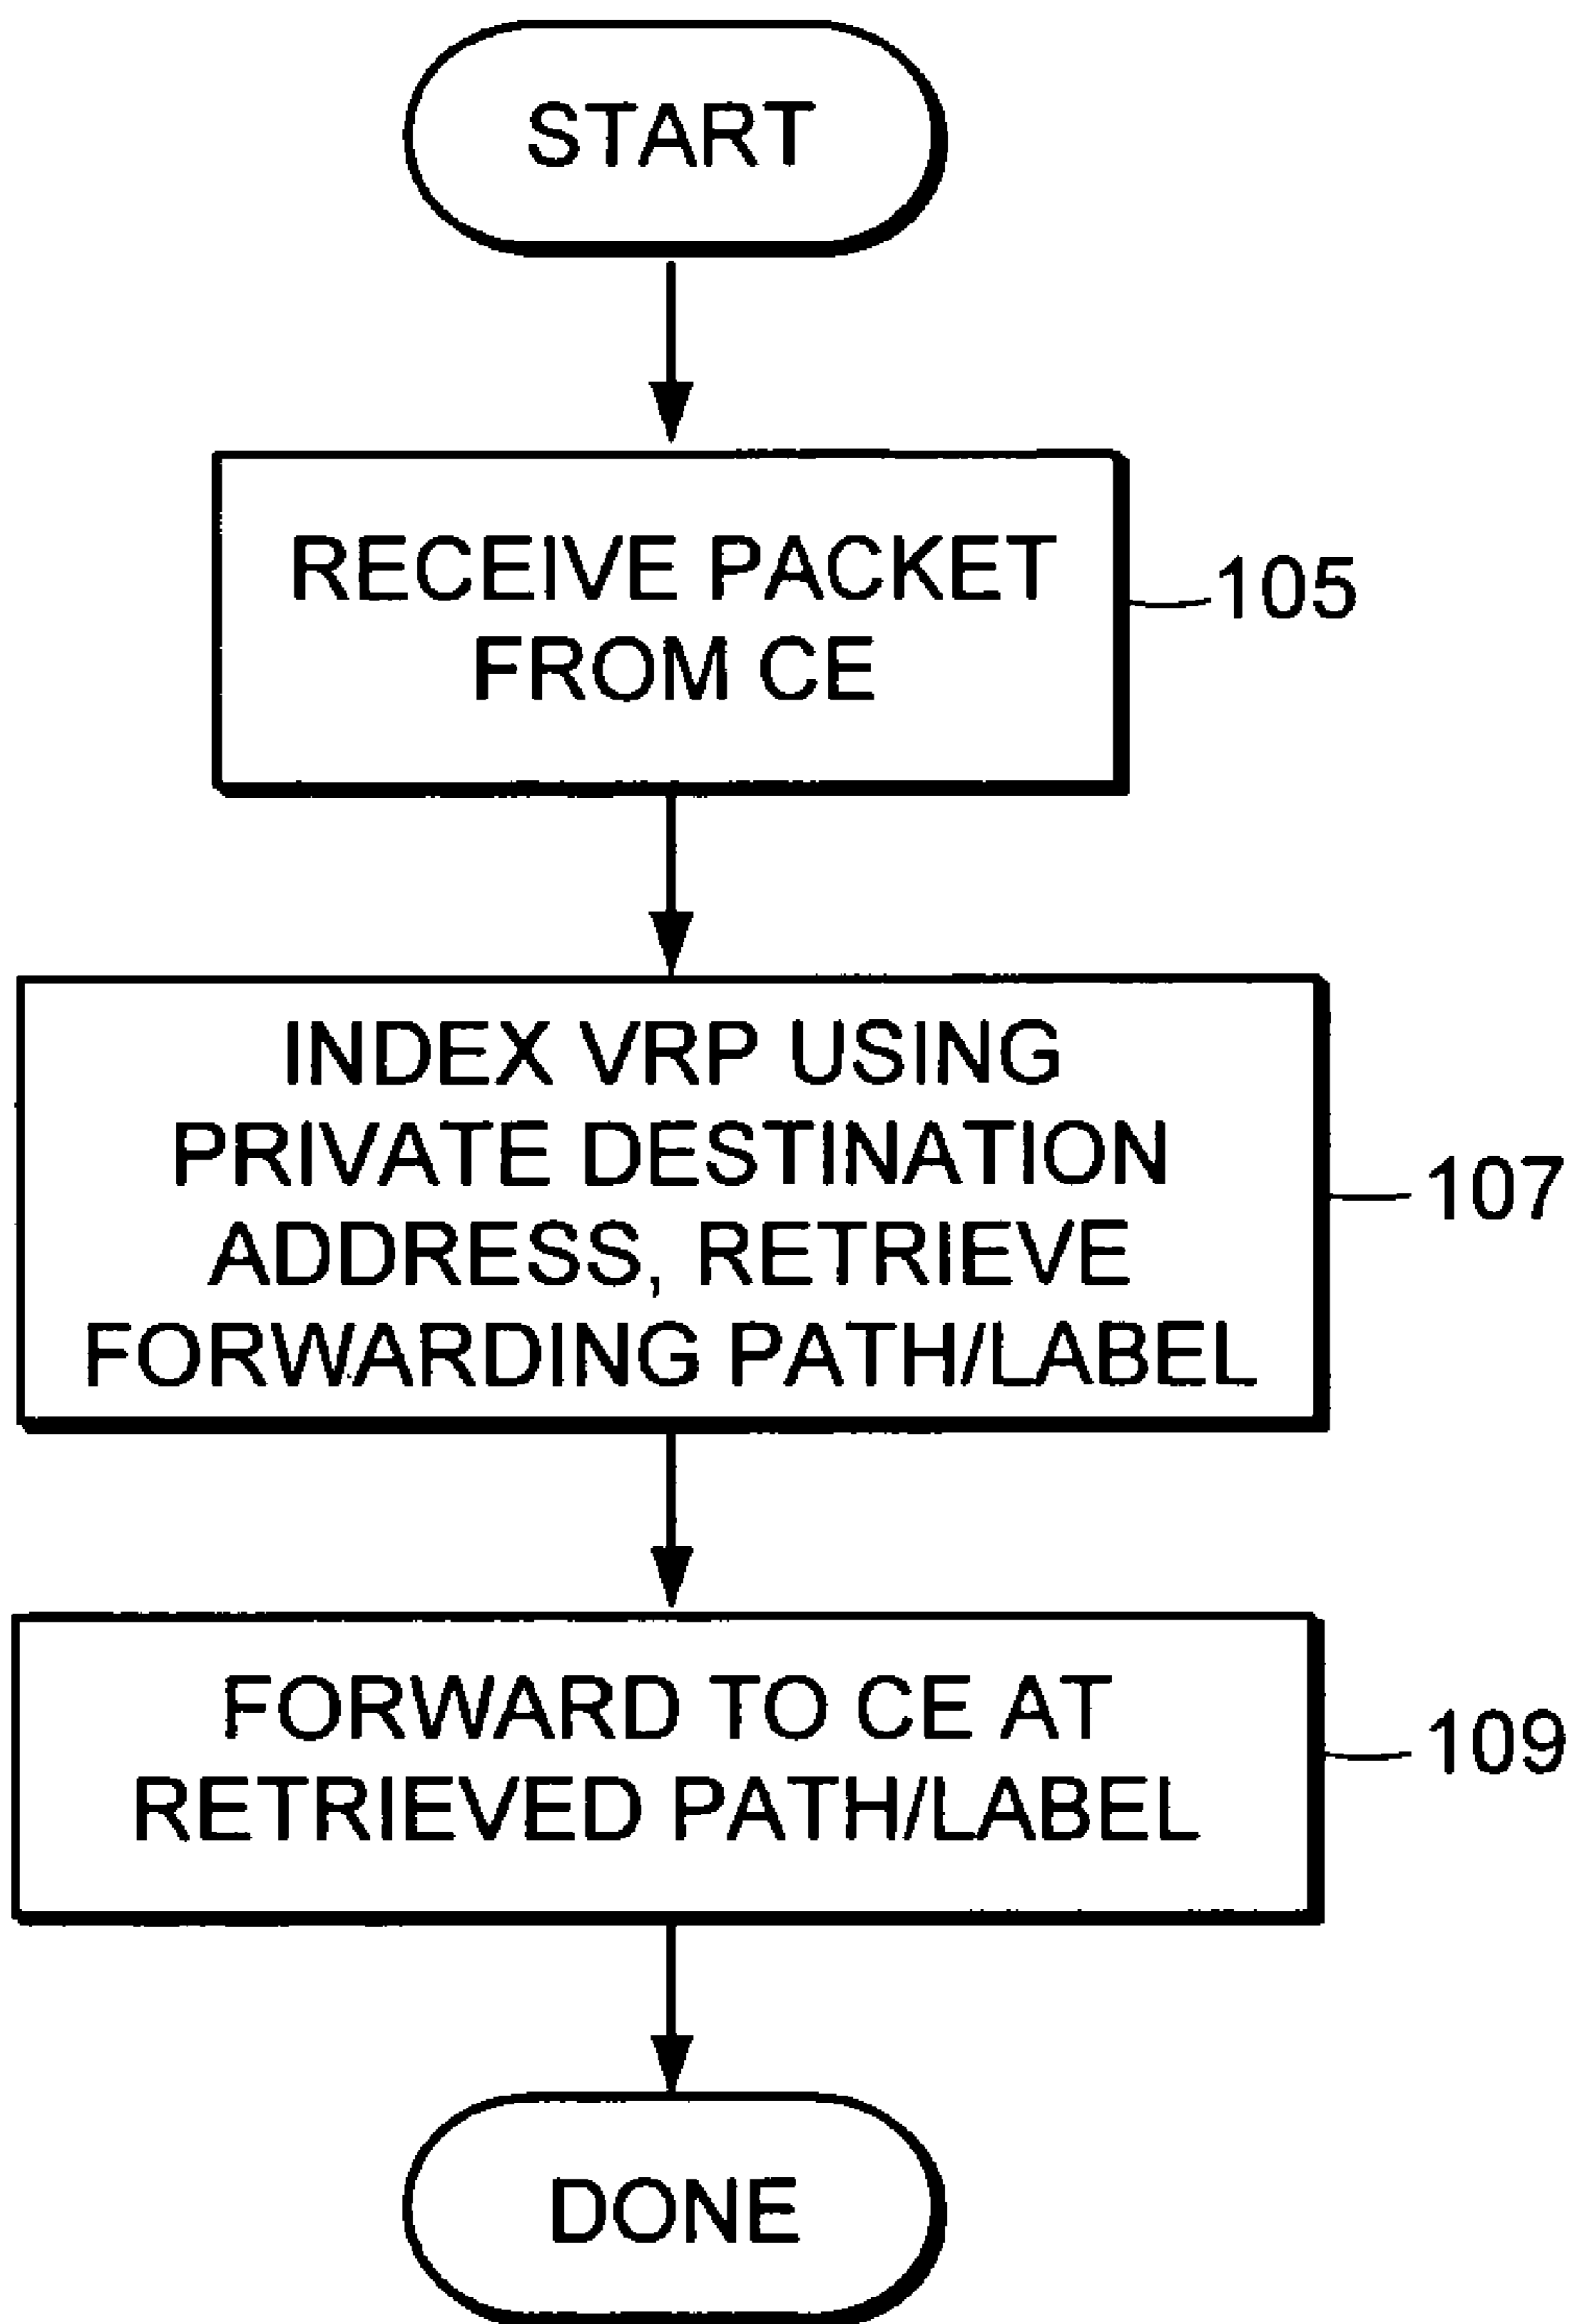 START
RECEIVE PACKET
FROM CE
105
INDEX VRP USING
PRIVATE DESTINATION
ADDRESS, RETRIEVE
FORWARDING PATH/LABEL
107
FORWARD TO CE AT
RETRIEVED PATH/LABEL
109
DONE